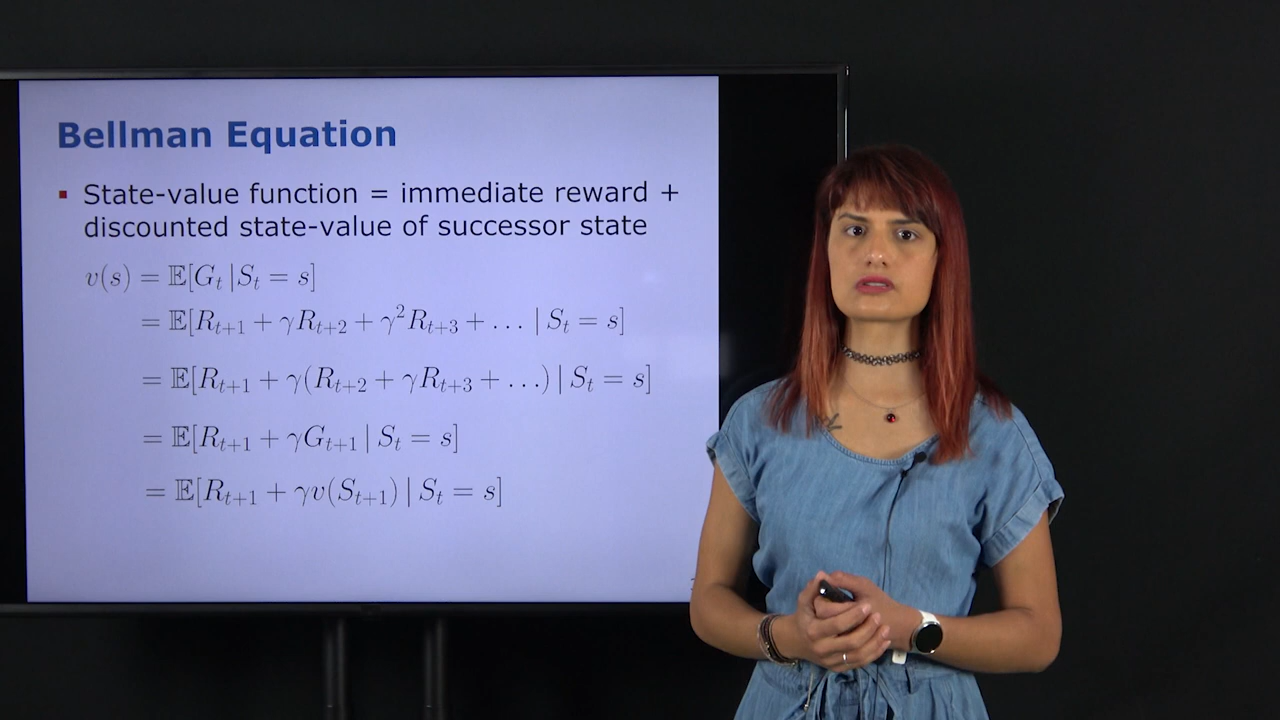 Bellman Equation
▪ State-value function = immediate reward +
discounted state-value of successor state
v(s) = 𝔼[G_t | S_t = s]
= 𝔼[R_{t+1} + γR_{t+2} + γ²R_{t+3} + … | S_t = s]
= 𝔼[R_{t+1} + γ(R_{t+2} + γR_{t+3} + …) | S_t = s]
= 𝔼[R_{t+1} + γG_{t+1} | S_t = s]
= 𝔼[R_{t+1} + γv(S_{t+1}) | S_t = s]